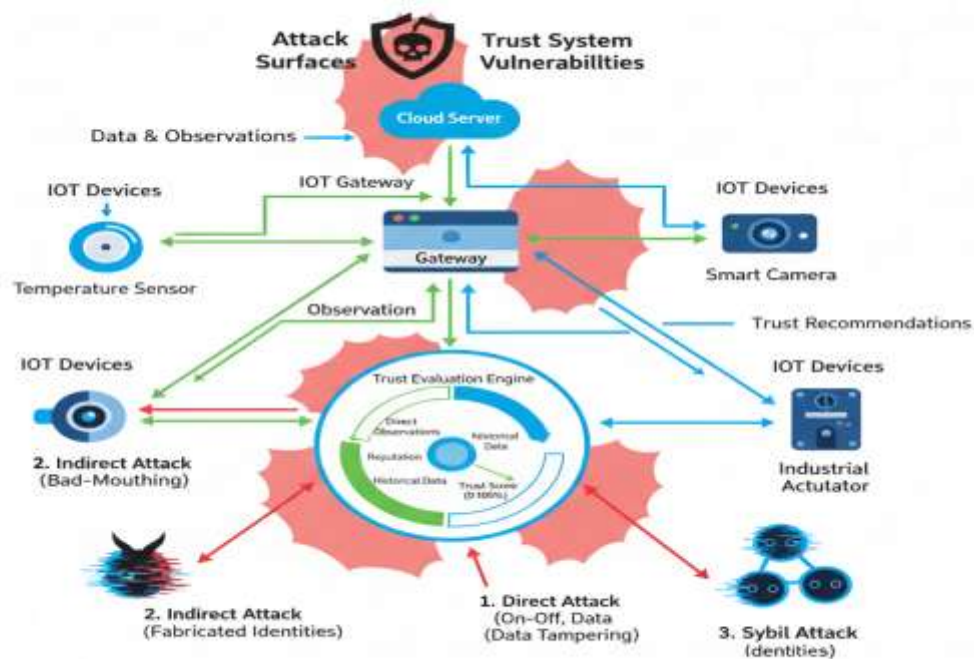 Attack
Surfaces
Trust System
Vulnerabilities
Cloud Server
Data & Observations
IOT Devices
IOT Gateway
IOT Devices
Gateway
Temperature Sensor
Smart Camera
Observation
Trust Recommendations
IOT Devices
IOT Devices
Trust Evaluation Engine
Direct
Observations
Historical
Data
Reputation
Historical Data
Trust Score
2. Indirect Attack
(Bad-Mouthing)
Industrial
Actutator
2. Indirect Attack
(Fabricated Identities)
1. Direct Attack
(On-Off, Data
(Data Tampering)
3. Sybil Attack
(dentities)